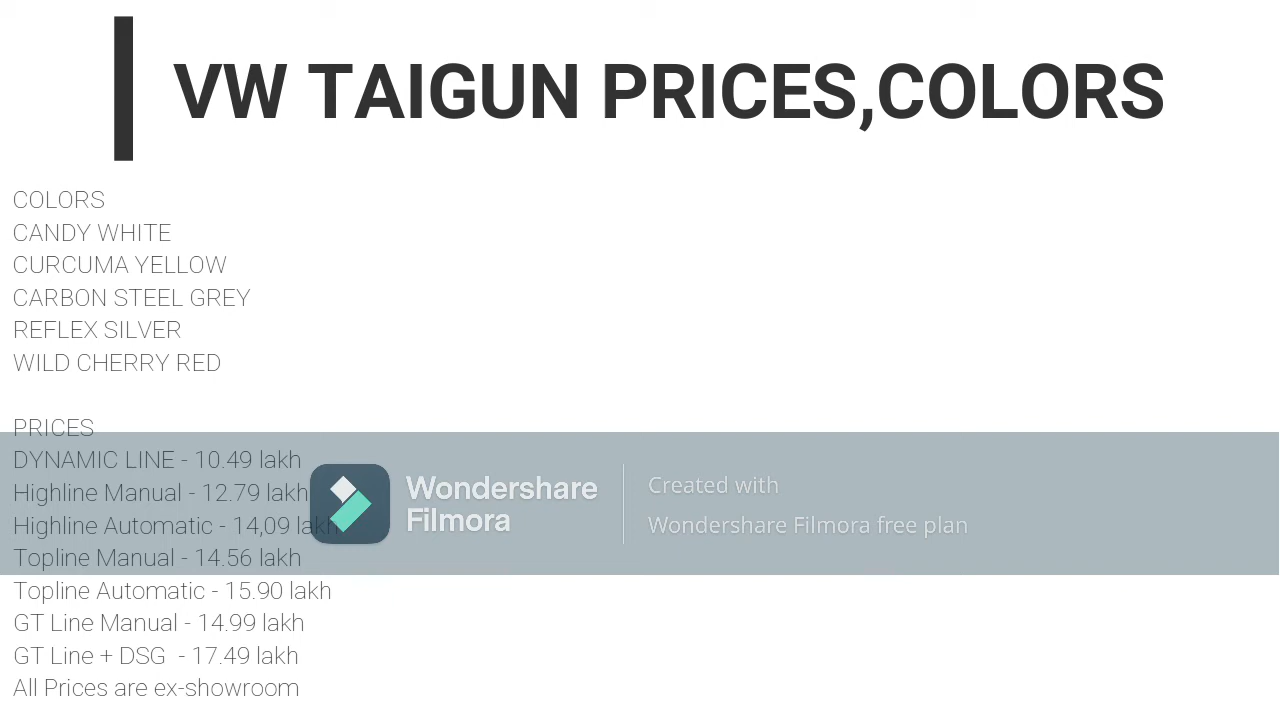 VW TAIGUN PRICES,COLORS
COLORS
CANDY WHITE
CURCUMA YELLOW
CARBON STEEL GREY
REFLEX SILVER
WILD CHERRY RED
PRICES
DYNAMIC LINE - 10.49 lakh
Highline Manual - 12.79 lakh
Highline Automatic - 14,09 lakh
Topline Manual - 14.56 lakh
Topline Automatic - 15.90 lakh
GT Line Manual - 14.99 lakh
GT Line + DSG  - 17.49 lakh
All Prices are ex-showroom
Wondershare
Filmora
Created with
Wondershare Filmora free plan